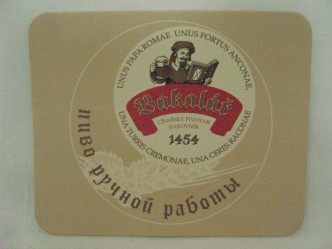 UNUS PAPA ROMAE UNUS PORTUS ANCONAE,
Bakalář
CÍSAŘSKÝ PIVOVAR
RAKOVNÍK
1454
UNA TURRIS CREMONAE, UNA CERES RACONAE
пиво ручной работы